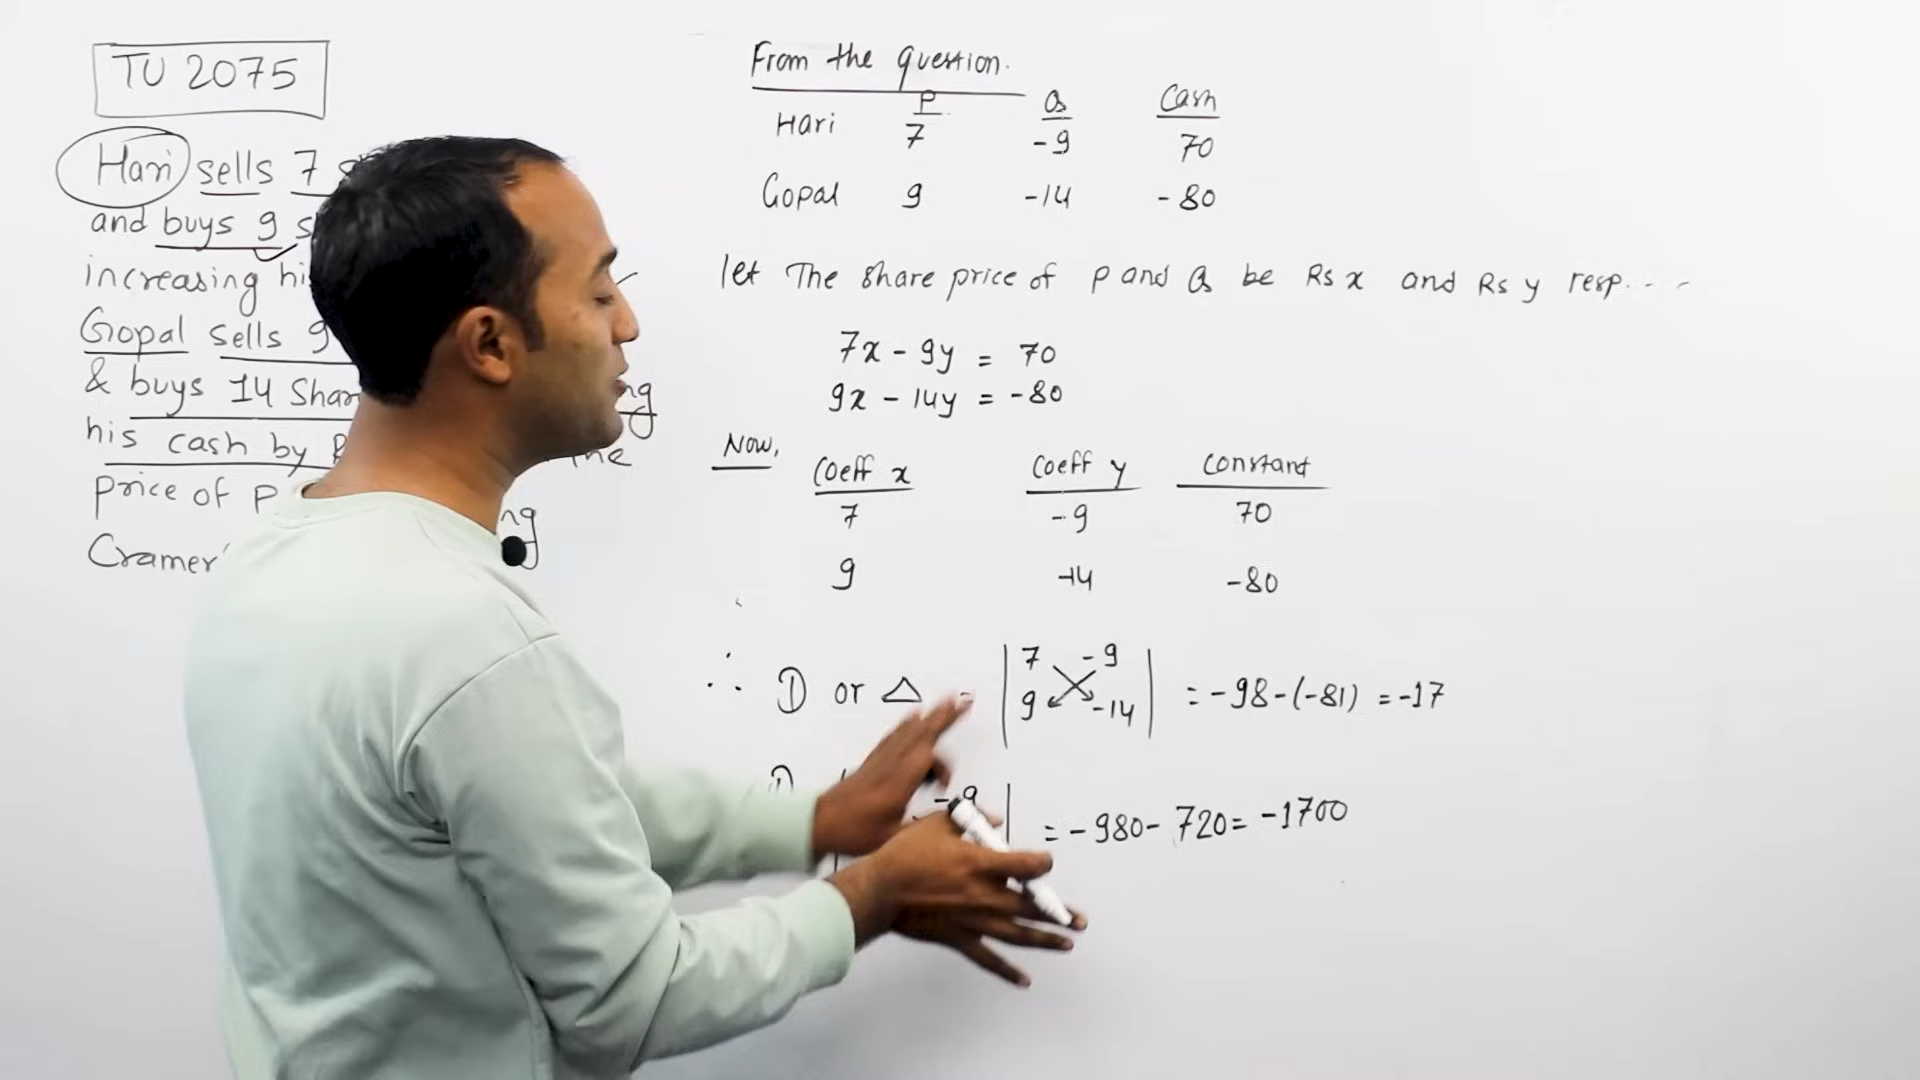 TU 2075
Hari sells 7
and buys 9
increasing
Gopal sells 9
& buys 14
his cash by the
price of P
Cramer
From the question.
P Q Cash
Hari 7 -9 70
Gopal 9 -14 -80
let The share price of P and Q be Rs x and Rs y resp....
7x - 9y = 70
9x - 14y = -80
Now,
Coeff x Coeff y constant
7 -9 70
9 -14 -80
∴ D or △ = | 7 -9 | = -98-(-81) = -17
9 -14
-9 | = -980- 720= -1700